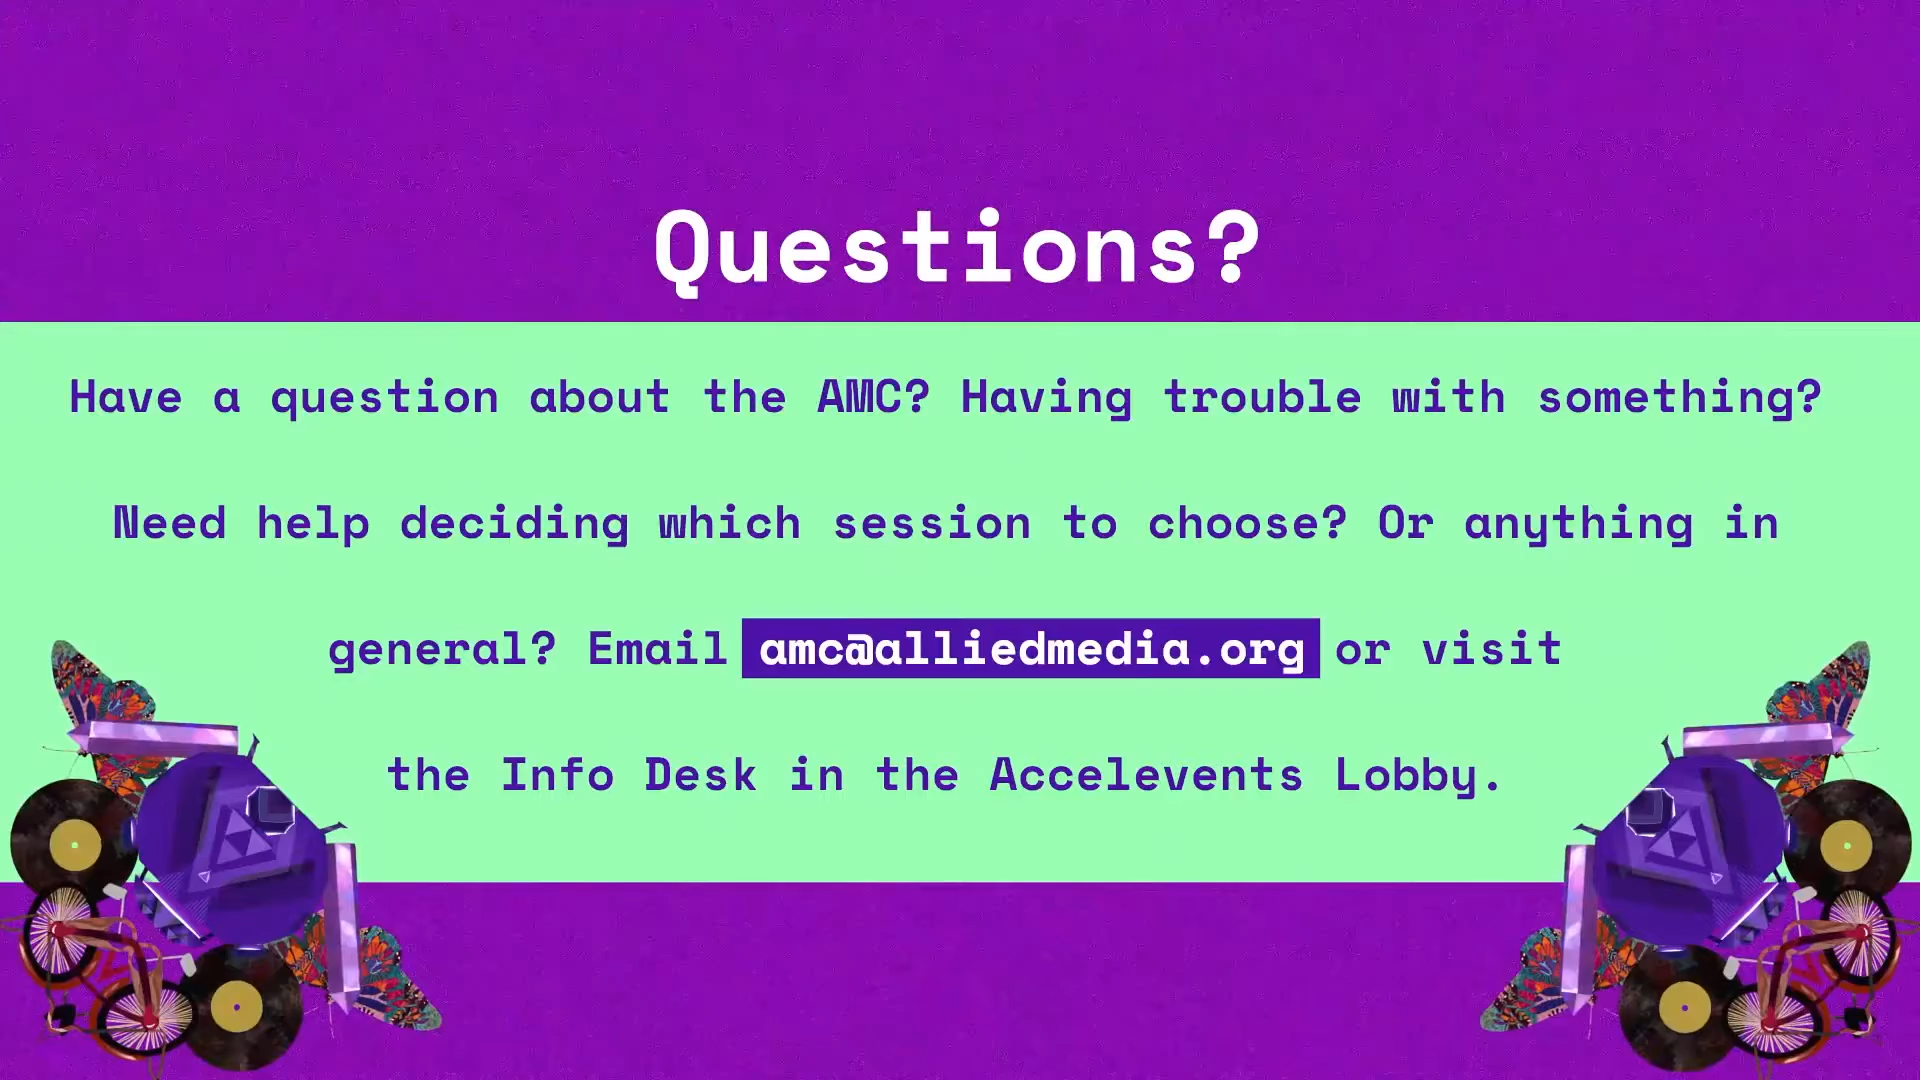 Questions?
Have a question about the AMC? Having trouble with something?
Need help deciding which session to choose? Or anything in
general? Email amc@alliedmedia.org or visit
the Info Desk in the Accelevents Lobby.